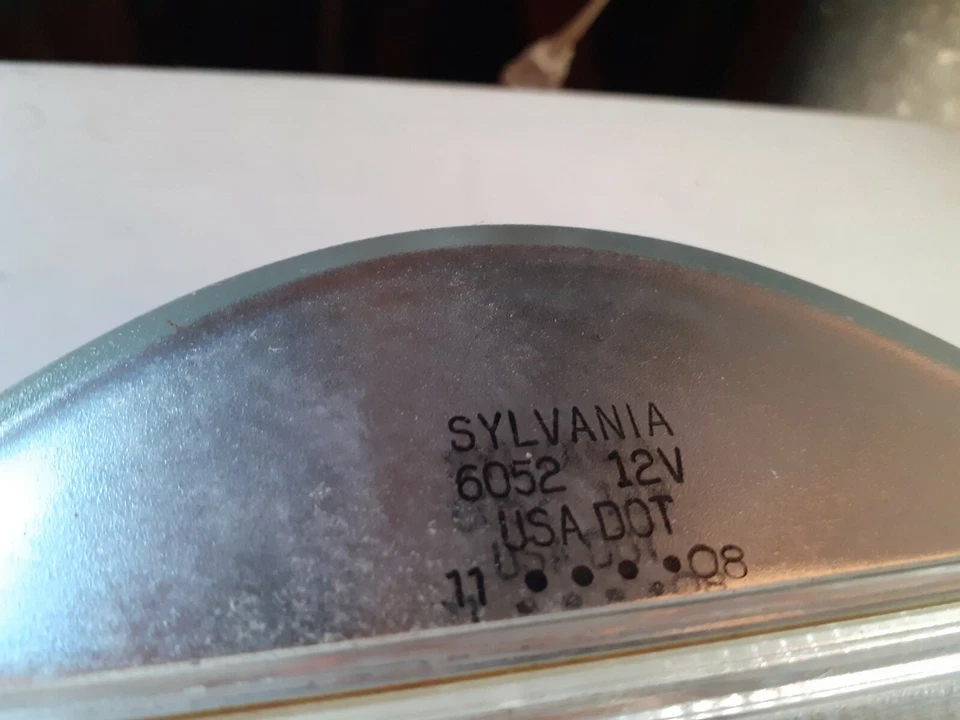 SYLVANIA
6052 12V
USA DOT
11 • • • • 08